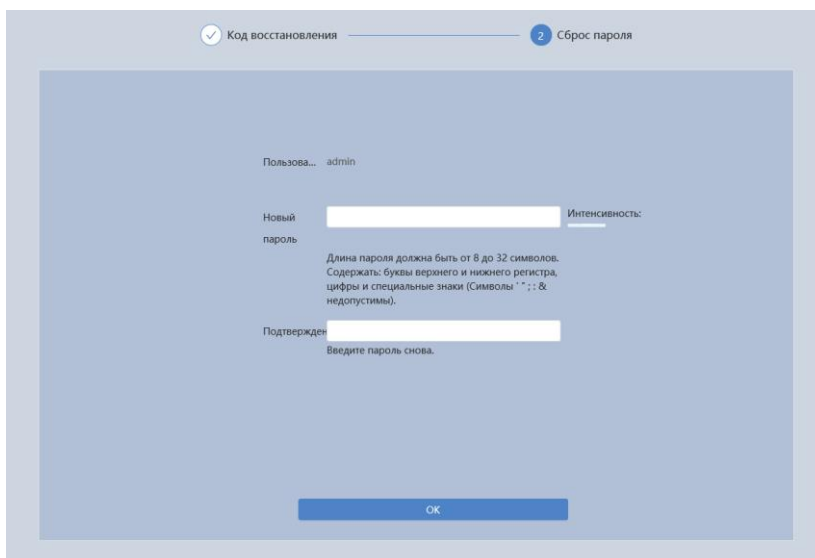 Код восстановления
2 Сброс пароля
Пользова... admin
Новый
пароль
Интенсивность:
Длина пароля должна быть от 8 до 32 символов.
Содержать: буквы верхнего и нижнего регистра,
цифры и специальные знаки (Символы ' " ; : &
недопустимы).
Подтвержден
Введите пароль снова.
OK